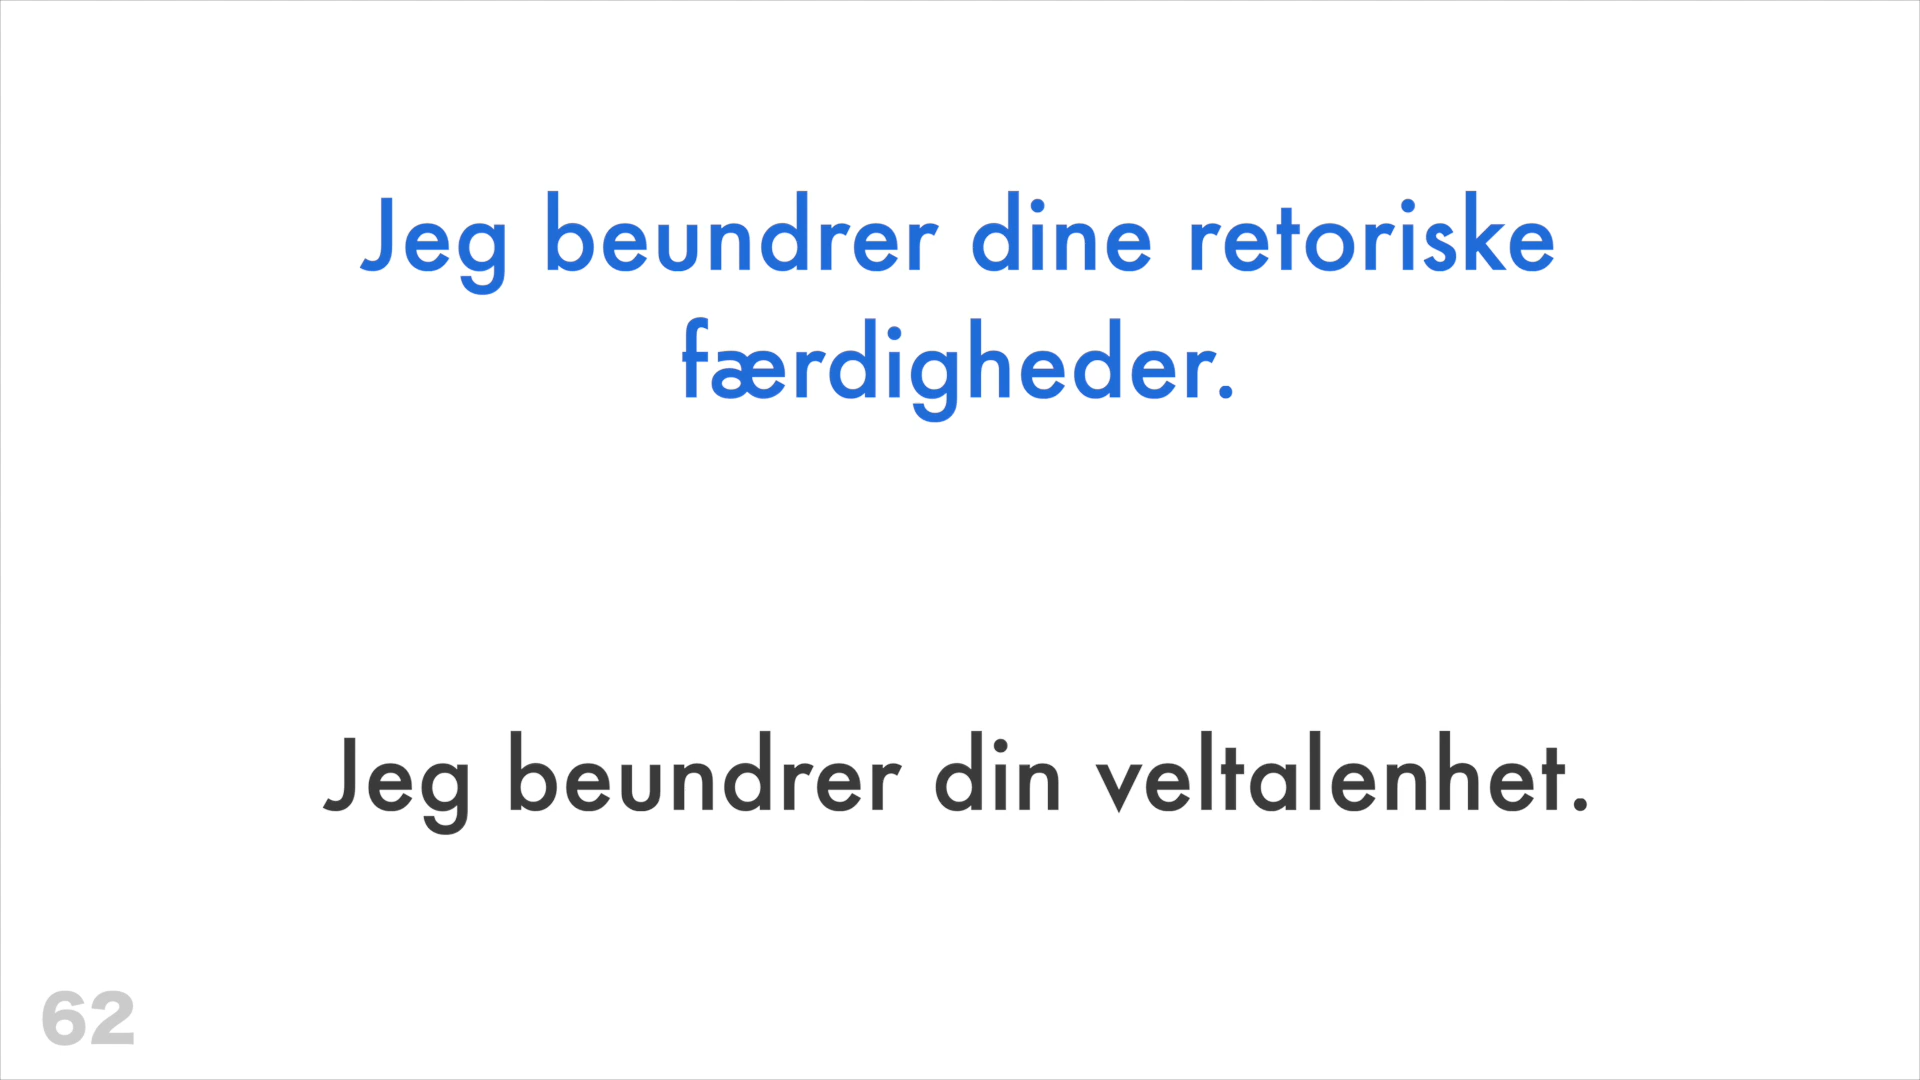 Jeg beundrer dine retoriske
færdigheder.
Jeg beundrer din veltalenhet.
62